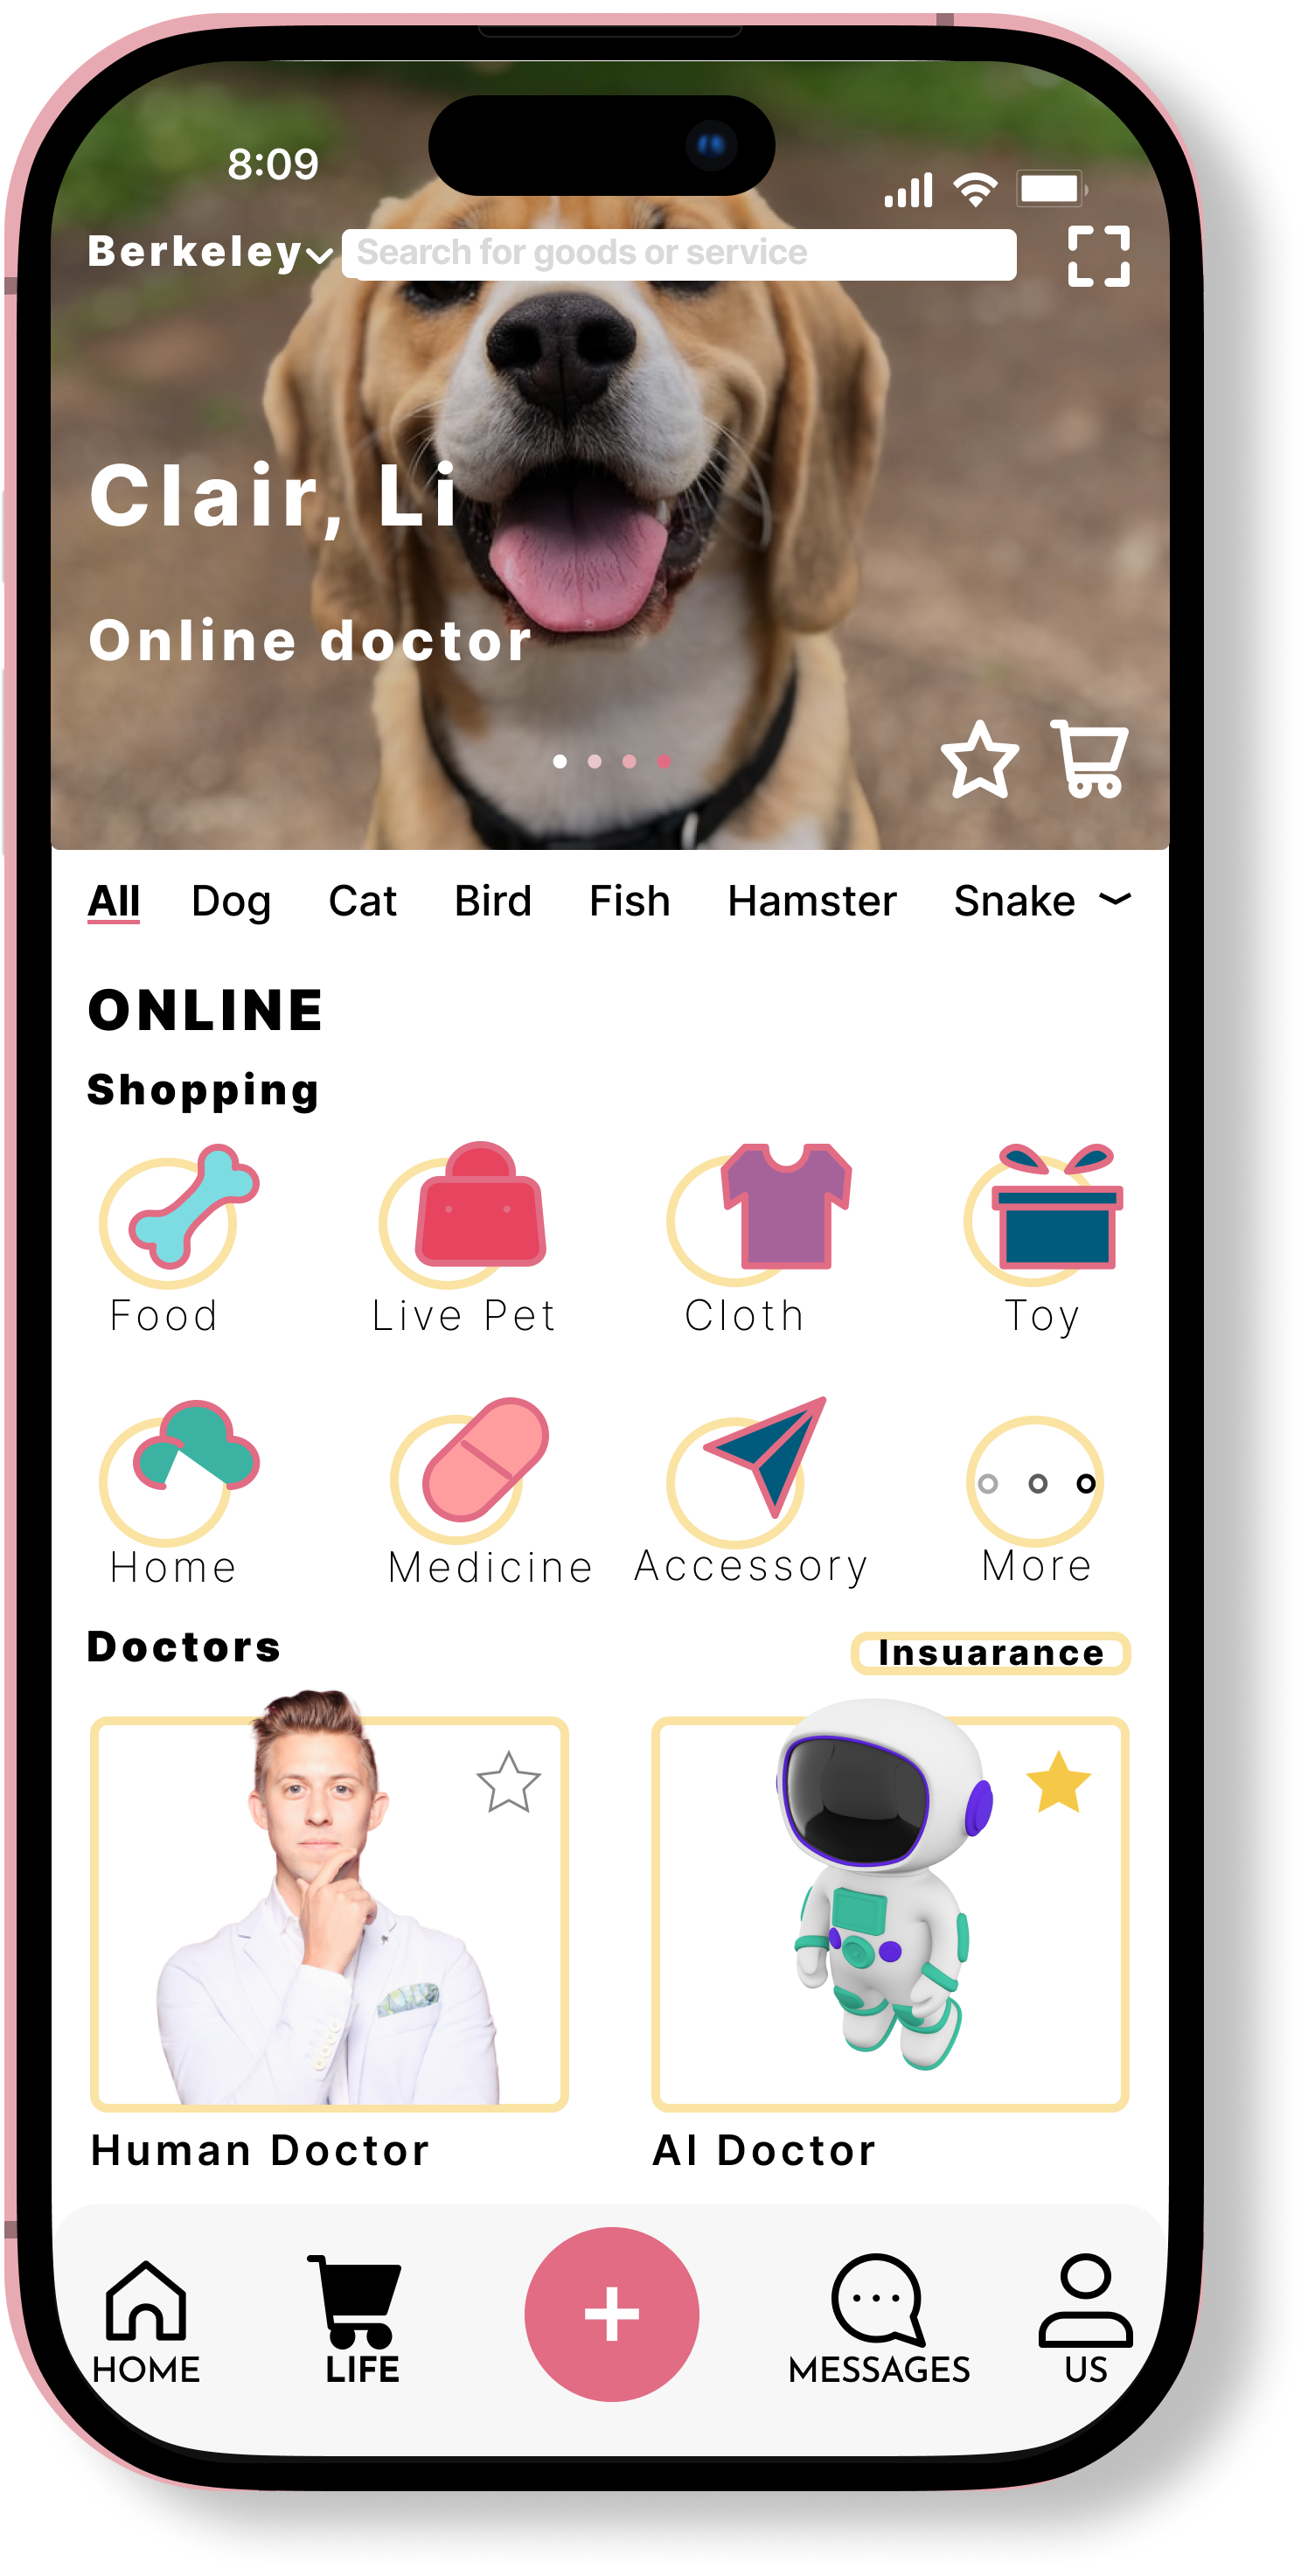 8:09
Berkeley Search for goods or service
Clair, Li
Online doctor
All Dog Cat Bird Fish Hamster Snake
ONLINE
Shopping
Food Live Pet Cloth Toy
Home Medicine Accessory More
Doctors Insuarance
Human Doctor AI Doctor
HOME LIFE + MESSAGES US